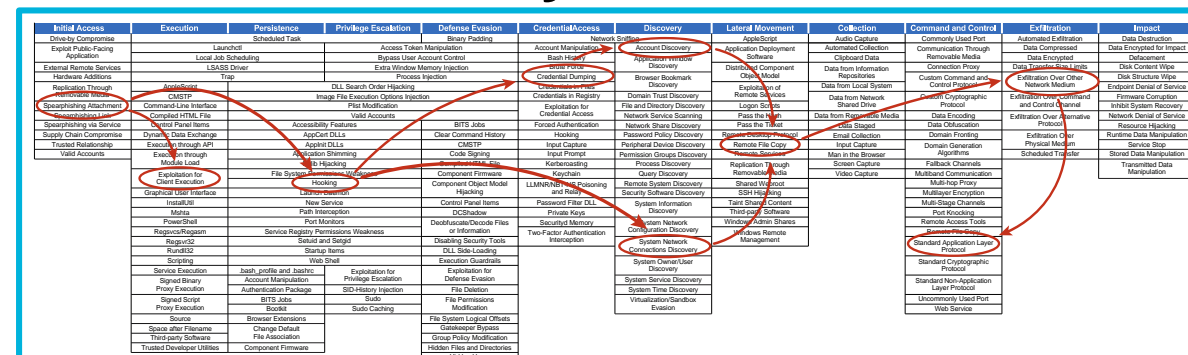 Initial Access
Drive-by Compromise
Exploit Public-Facing
Application
External Remote Services
Hardware Additions
Replication Through
Removable Media
Spearphishing Attachment
Spearphishing Link
Spearphishing via Service
Supply Chain Compromise
Trusted Relationship
Valid Accounts
Execution
Persistence
Privilege Escalation
Scheduled Task
Launchctl
Local Job Scheduling
LSASS Driver
Trap
AppleScript
CMSTP
Command-Line Interface
Compiled HTML File
Control Panel Items
Dynamic Data Exchange
Execution through API
Execution through
Module Load
Exploitation for
Client Execution
Graphical User Interface
InstallUtil
Mshta
PowerShell
Regsvcs/Regasm
Regsvr32
Rundll32
Scripting
Service Execution
Signed Binary
Proxy Execution
Signed Script
Proxy Execution
Source
Space after Filename
Third-party Software
Trusted Developer Utilities
Access Token Manipulation
Bypass User Account Control
Extra Window Memory Injection
Process Injection
DLL Search Order Hijacking
Image File Execution Options Injection
Plist Modification
Valid Accounts
Accessibility Features
AppCert DLLs
AppInit DLLs
Application Shimming
Dylib Hijacking
File System Permissions Weakness
Hooking
Launch Daemon
New Service
Path Interception
Port Monitors
Service Registry Permissions Weakness
Setuid and Setgid
Startup Items
Web Shell
.bash_profile and .bashrc
Account Manipulation
Authentication Package
BITS Jobs
Bootkit
Browser Extensions
Change Default
File Association
Component Firmware
Exploitation for
Privilege Escalation
SID-History Injection
Sudo
Sudo Caching
Defense Evasion
Binary Padding
BITS Jobs
Clear Command History
CMSTP
Code Signing
Compiled HTML File
Component Firmware
Component Object Model
Hijacking
Control Panel Items
DCShadow
Deobfuscate/Decode Files
or Information
Disabling Security Tools
DLL Side-Loading
Execution Guardrails
Exploitation for
Defense Evasion
File Deletion
File Permissions
Modification
File System Logical Offsets
Gatekeeper Bypass
Group Policy Modification
Hidden Files and Directories
Credential Access
Network Sniffing
Account Manipulation
Bash History
Brute Force
Credential Dumping
Credentials in Files
Credentials in Registry
Exploitation for
Credential Access
Forced Authentication
Hooking
Input Capture
Input Prompt
Kerberoasting
Keychain
LLMNR/NBT-NS Poisoning
and Relay
Password Filter DLL
Private Keys
Securityd Memory
Two-Factor Authentication
Interception
Discovery
Account Discovery
Application Window
Discovery
Browser Bookmark
Discovery
Domain Trust Discovery
File and Directory Discovery
Network Service Scanning
Network Share Discovery
Password Policy Discovery
Peripheral Device Discovery
Permission Groups Discovery
Process Discovery
Query Discovery
Remote System Discovery
Security Software Discovery
System Information
Discovery
System Network
Configuration Discovery
System Network
Connections Discovery
System Owner/User
Discovery
System Service Discovery
System Time Discovery
Virtualization/Sandbox
Evasion
Lateral Movement
AppleScript
Application Deployment
Software
Distributed Component
Object Model
Exploitation of
Remote Services
Logon Scripts
Pass the Hash
Pass the Ticket
Remote Desktop Protocol
Remote File Copy
Remote Services
Replication Through
Removable Media
Shared Webroot
SSH Hijacking
Taint Shared Content
Third-party Software
Windows Admin Shares
Windows Remote
Management
Collection
Audio Capture
Automated Collection
Clipboard Data
Data from Information
Repositories
Data from Local System
Data from Network
Shared Drive
Data from Removable Media
Data Staged
Email Collection
Input Capture
Man in the Browser
Screen Capture
Video Capture
Command and Control
Commonly Used Port
Communication Through
Removable Media
Connection Proxy
Custom Command and
Control Protocol
Custom Cryptographic
Protocol
Data Encoding
Data Obfuscation
Domain Fronting
Domain Generation
Algorithms
Fallback Channels
Multiband Communication
Multi-hop Proxy
Multilayer Encryption
Multi-Stage Channels
Port Knocking
Remote Access Tools
Remote File Copy
Standard Application Layer
Protocol
Standard Cryptographic
Protocol
Standard Non-Application
Layer Protocol
Uncommonly Used Port
Web Service
Exfiltration
Automated Exfiltration
Data Compressed
Data Encrypted
Data Transfer Size Limits
Exfiltration Over Other
Network Medium
Exfiltration Over Command
and Control Channel
Exfiltration Over Alternative
Protocol
Exfiltration Over
Physical Medium
Scheduled Transfer
Impact
Data Destruction
Data Encrypted for Impact
Defacement
Disk Content Wipe
Disk Structure Wipe
Endpoint Denial of Service
Firmware Corruption
Inhibit System Recovery
Network Denial of Service
Resource Hijacking
Runtime Data Manipulation
Service Stop
Stored Data Manipulation
Transmitted Data
Manipulation